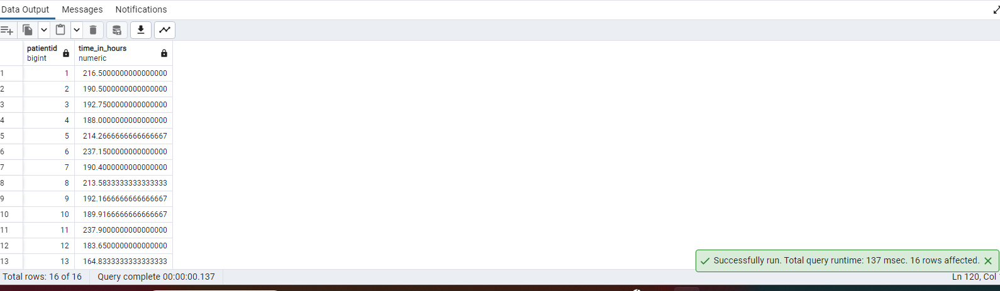 Data Output Messages Notifications
patientid time_in_hours
bigint numeric
1 1 216.5000000000000000
2 2 190.5000000000000000
3 3 192.7500000000000000
4 4 188.0000000000000000
5 5 214.2666666666666667
6 6 237.1500000000000000
7 7 190.4000000000000000
8 8 213.5833333333333333
9 9 192.1666666666666667
10 10 189.9166666666666667
11 11 237.9000000000000000
12 12 183.6500000000000000
13 13 164.8333333333333333
Successfully run. Total query runtime: 137 msec. 16 rows affected.
Total rows: 16 of 16 Query complete 00:00:00.137 Ln 120, Col